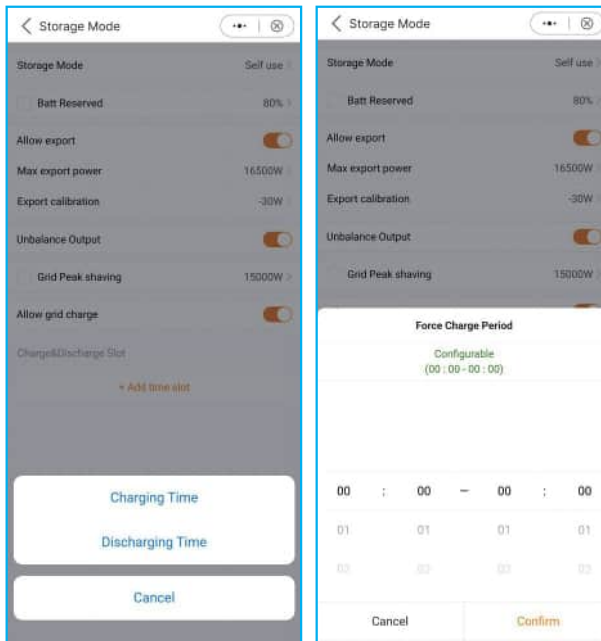 Storage Mode
Storage Mode Self use
Batt Reserved 80%
Allow export
Max export power 16500W
Export calibration -30W
Unbalance Output
Grid Peak shaving 15000W
Allow grid charge
Charge&Discharge Slot
+ Add time slot
Charging Time
Discharging Time
Cancel
Storage Mode
Storage Mode Self use
Batt Reserved 80%
Allow export
Max export power 16500W
Export calibration -30W
Unbalance Output
Grid Peak shaving 15000W
Force Charge Period
Configurable
(00 : 00 - 00 : 00)
00 : 00 – 00 : 00
01 01 01 01
02 02 02 02
Cancel Confirm